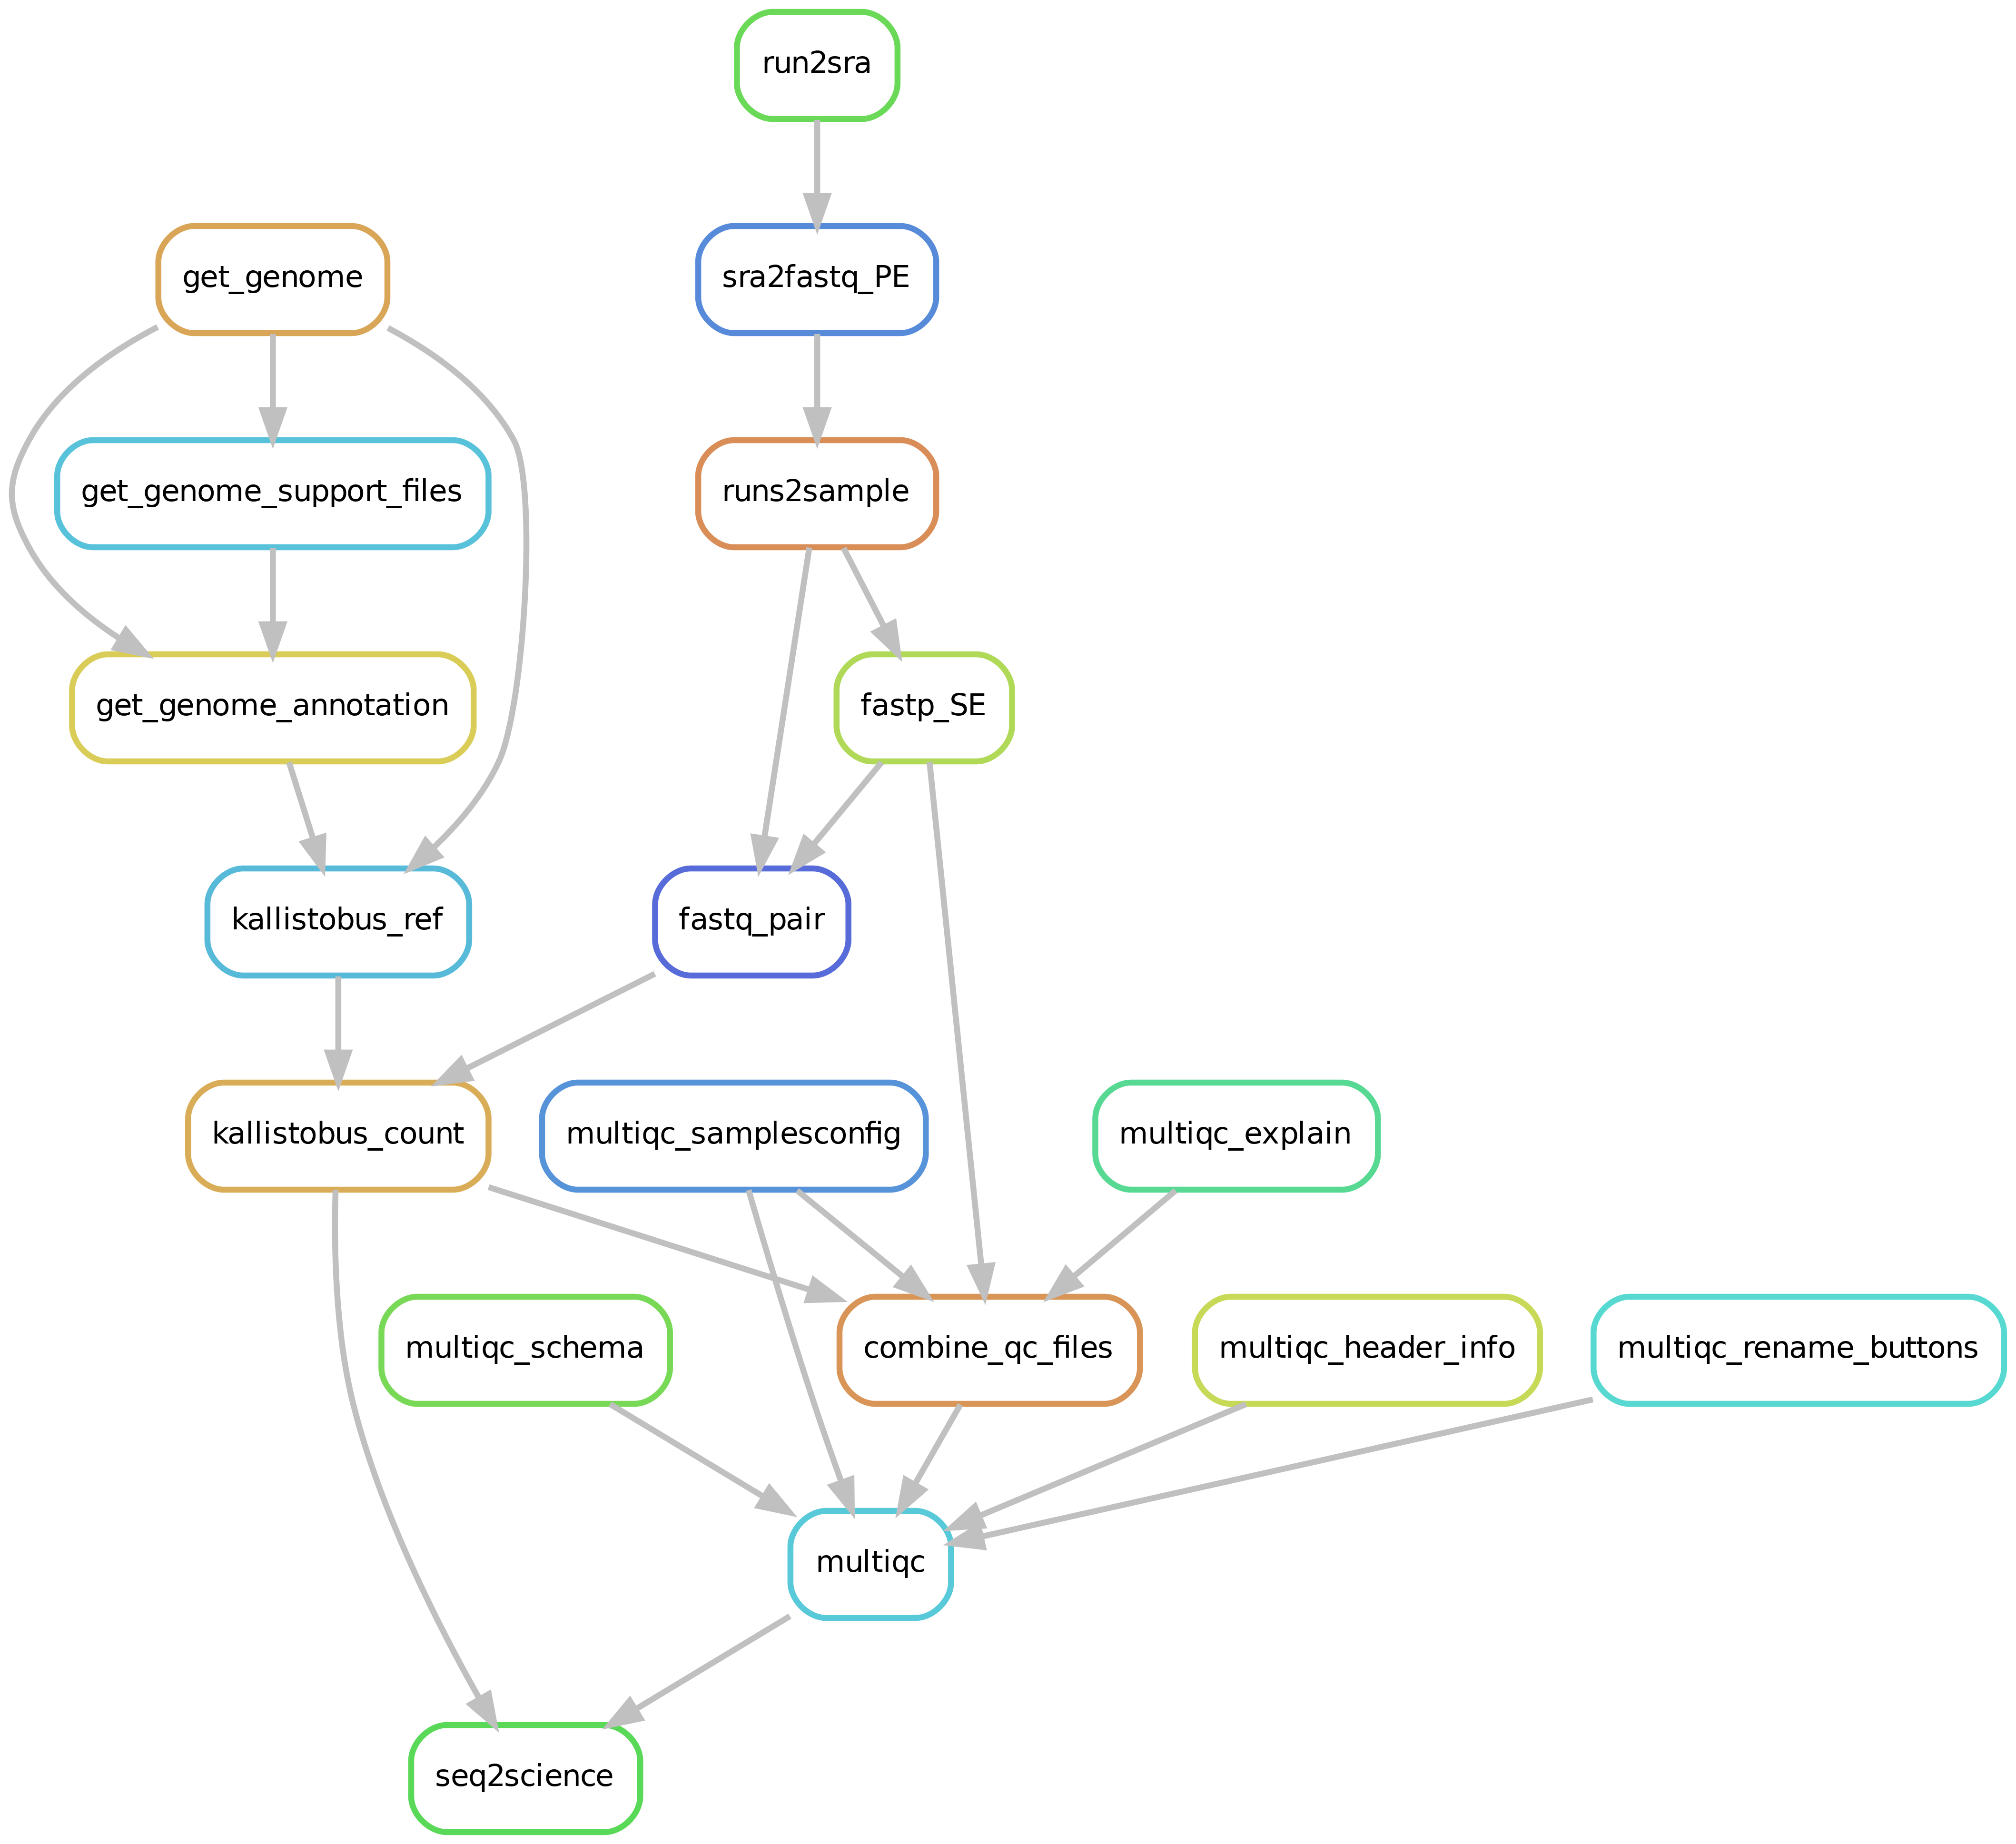 run2sra
get_genome
sra2fastq_PE
get_genome_support_files
runs2sample
get_genome_annotation
fastp_SE
kallistobus_ref
fastq_pair
kallistobus_count
multiqc_samplesconfig
multiqc_explain
multiqc_schema
combine_qc_files
multiqc_header_info
multiqc_rename_buttons
multiqc
seq2science